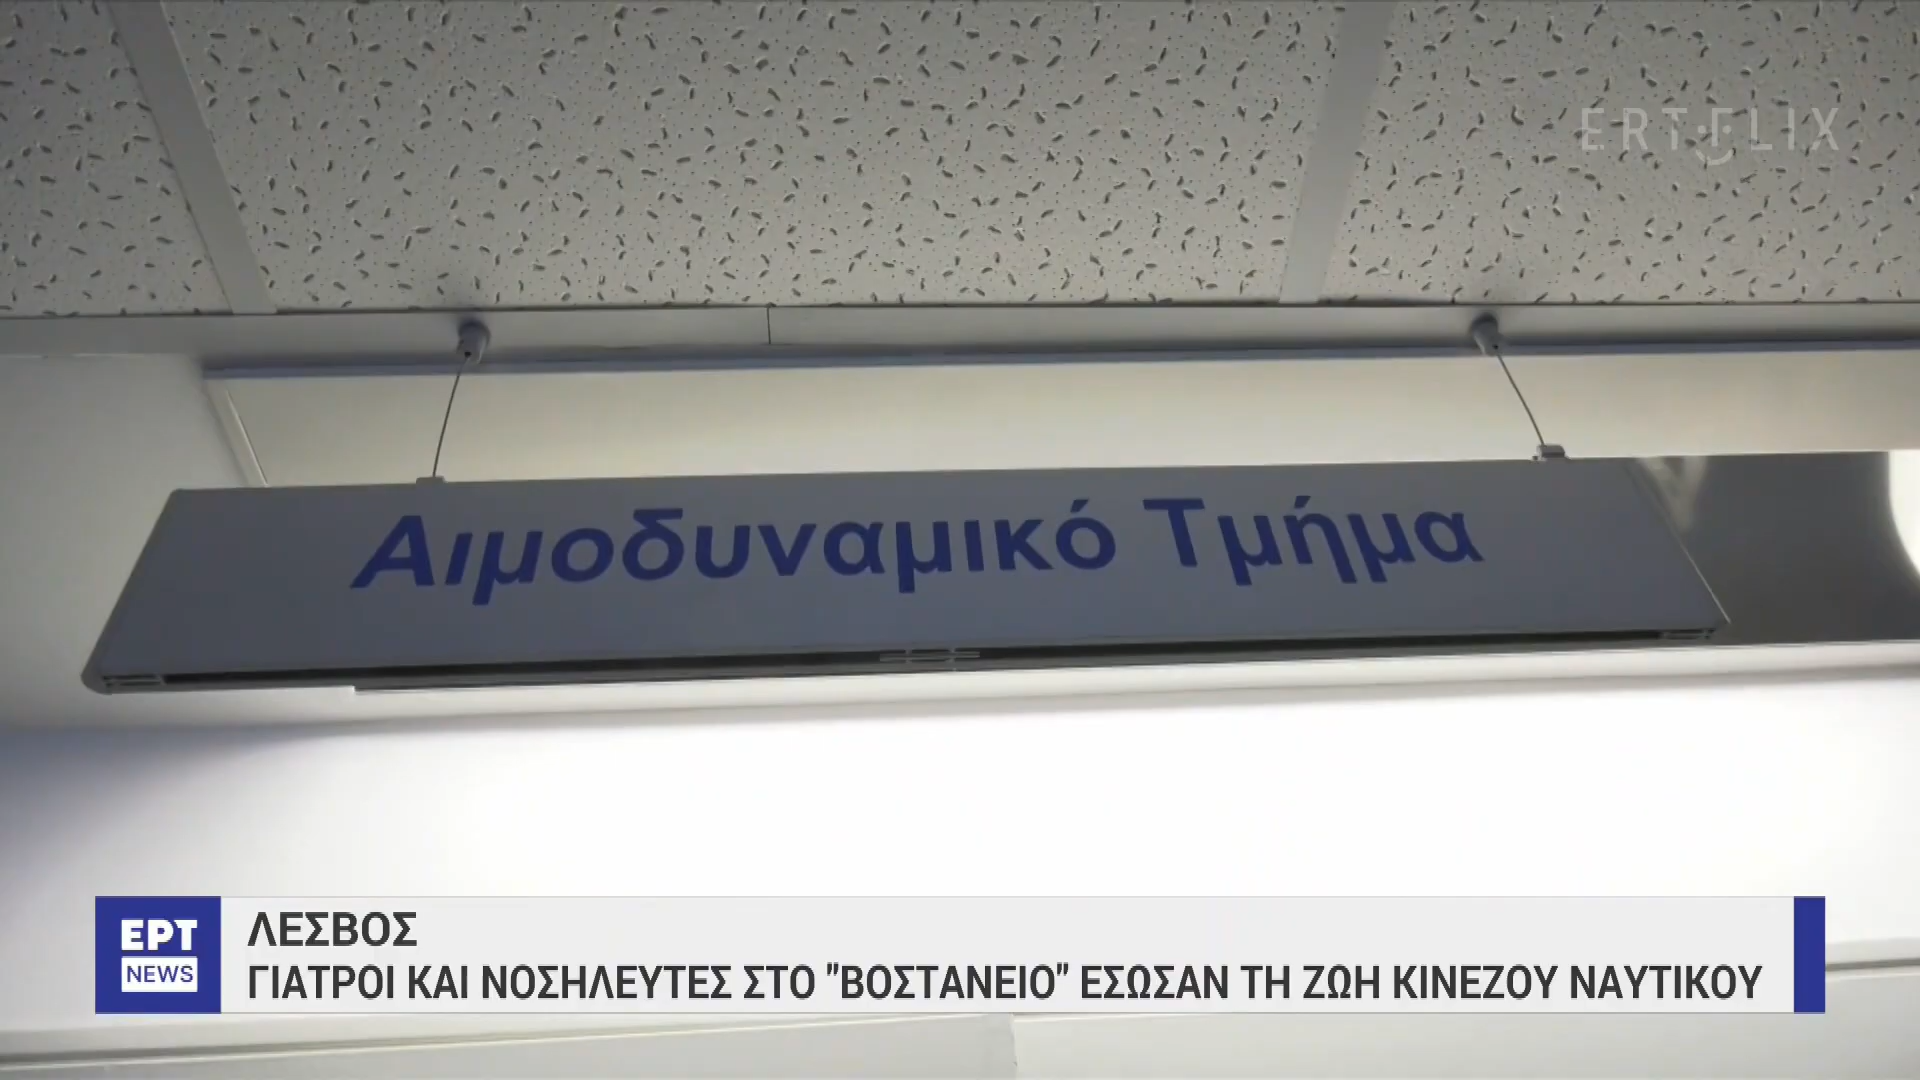 ERTFLIX
Αιμοδυναμικό Τμήμα
ΕΡΤ
NEWS
ΛΕΣΒΟΣ
ΓΙΑΤΡΟΙ ΚΑΙ ΝΟΣΗΛΕΥΤΕΣ ΣΤΟ "ΒΟΣΤΑΝΕΙΟ" ΕΣΩΣΑΝ ΤΗ ΖΩΗ ΚΙΝΕΖΟΥ ΝΑΥΤΙΚΟΥ